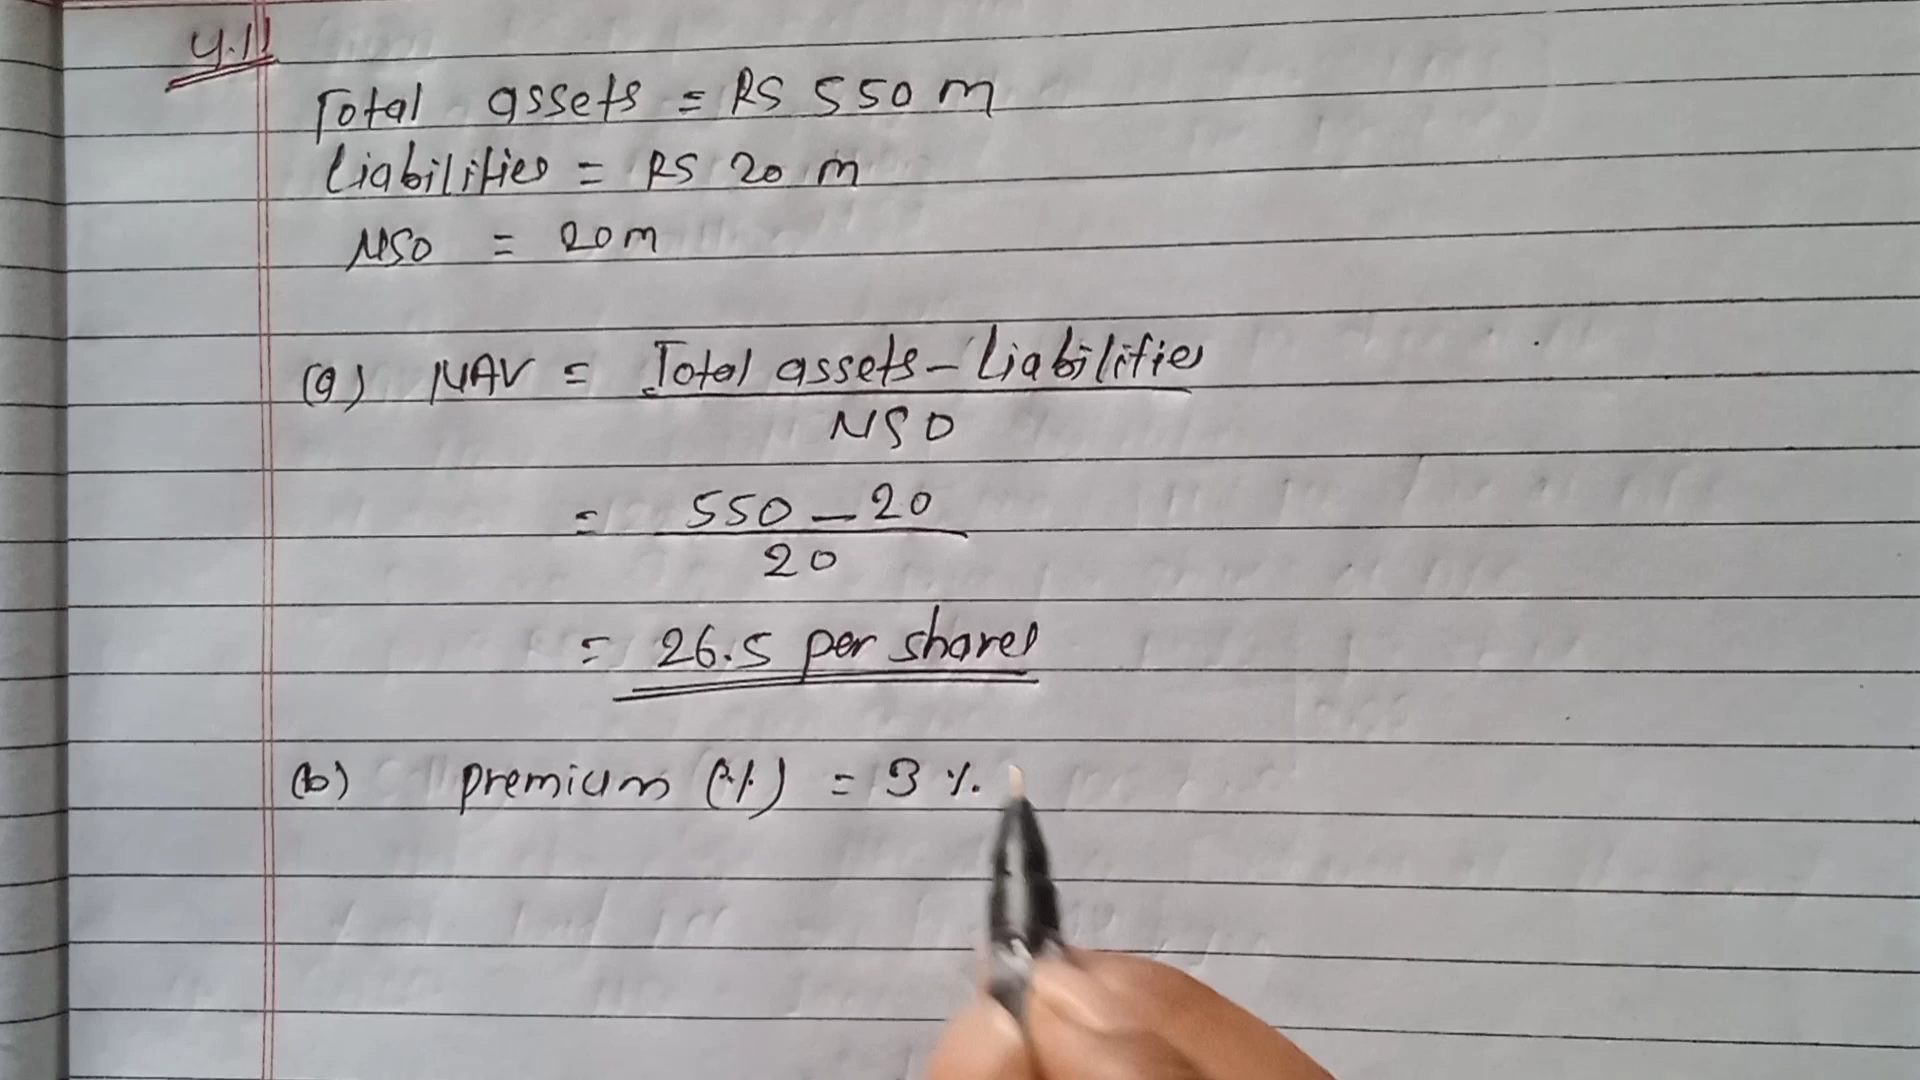 4.1
Total assets = RS 550 m
Liabilities = RS 20 m
NSO = 20m
(a) NAV = Total assets - Liabilities
NSO
= 550 - 20
20
= 26.5 per shares
(b) premium (%) = 3 %.